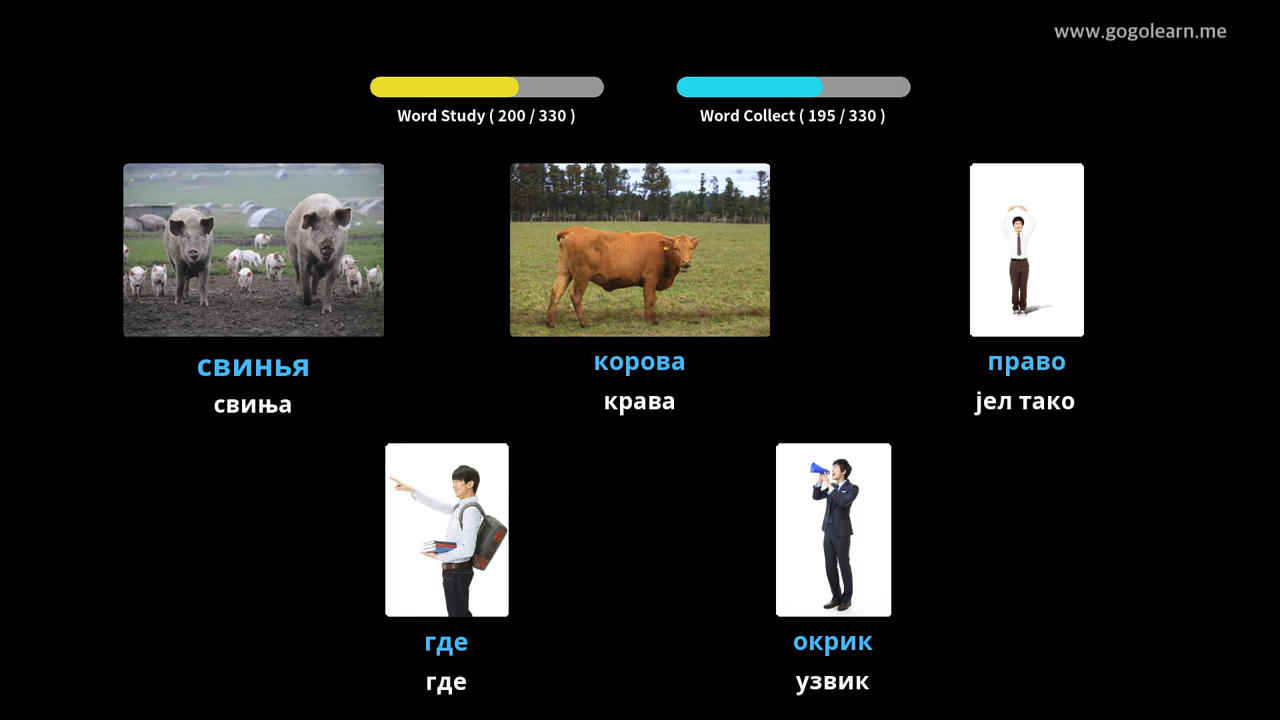 www.gogolearn.me
Word Study ( 200 / 330 )
Word Collect ( 195 / 330 )
свинья
свиња
корова
крава
право
јел тако
где
где
окрик
узвик